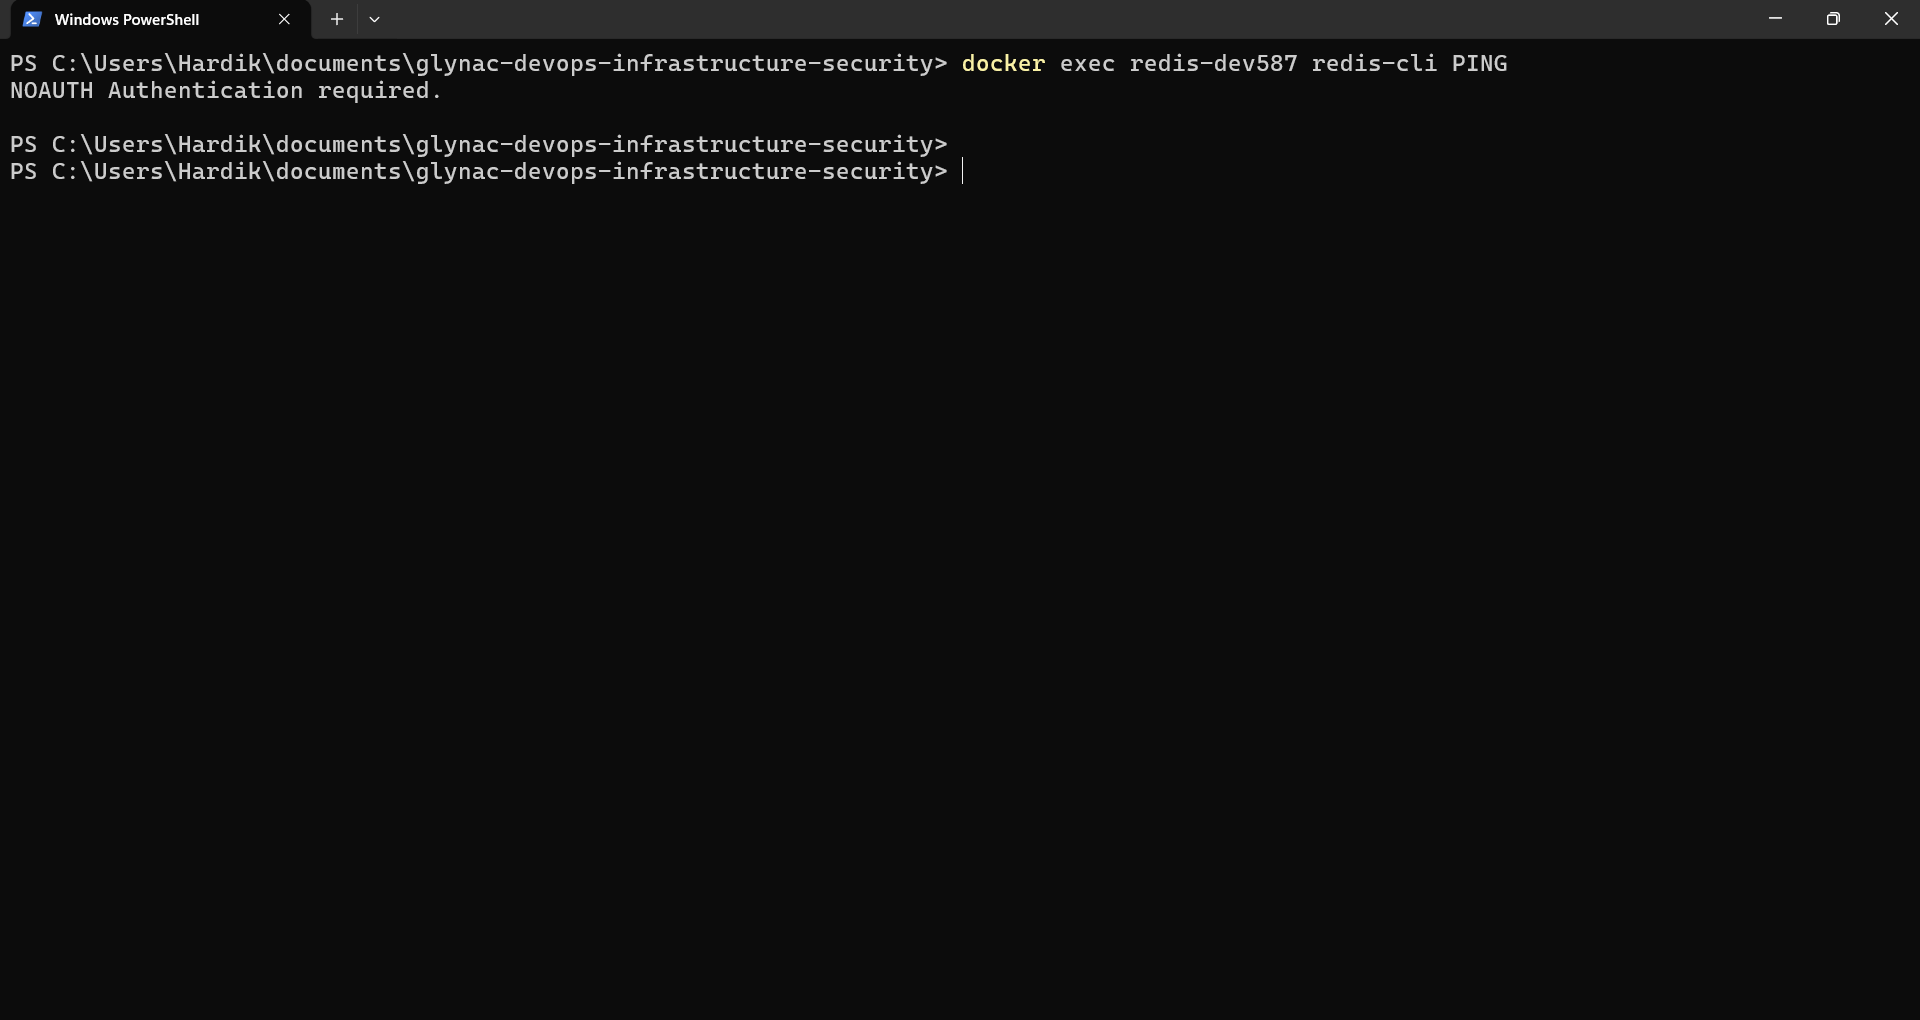 Windows PowerShell
PS C:\Users\Hardik\documents\glynac-devops-infrastructure-security> docker exec redis-dev587 redis-cli PING
NOAUTH Authentication required.
PS C:\Users\Hardik\documents\glynac-devops-infrastructure-security>
PS C:\Users\Hardik\documents\glynac-devops-infrastructure-security>